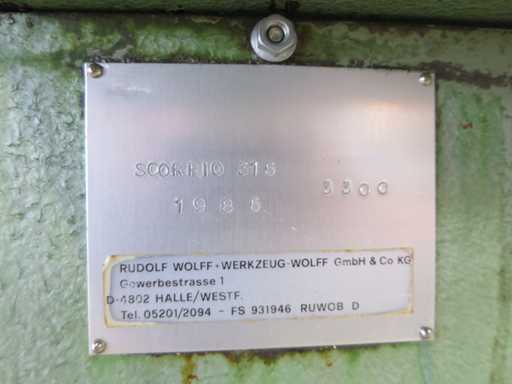 SCORPIO 31S 3300
1986
RUDOLF WOLFF + WERKZEUG-WOLFF GmbH & Co KG
Gewerbestrasse 1
D-4802 HALLE/WESTF.
Tel. 05201/2094 - FS 931946 RUWOB D